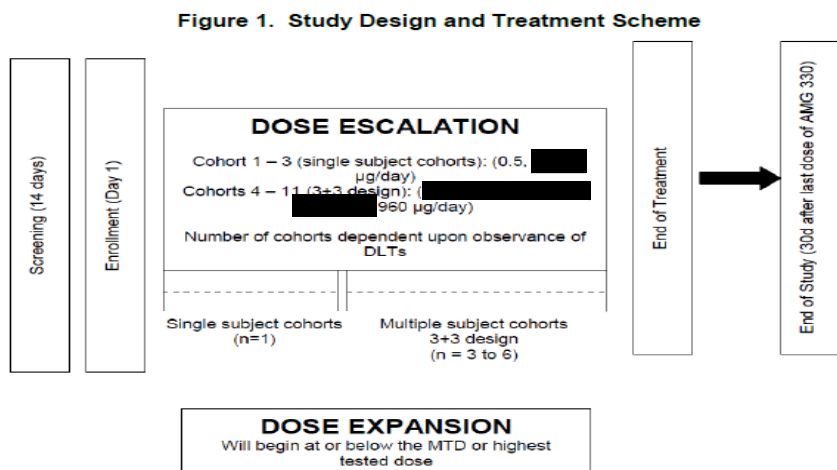 Figure 1. Study Design and Treatment Scheme
Screening (14 days)
Enrollment (Day 1)
DOSE ESCALATION
Cohort 1 – 3 (single subject cohorts): (0.5,
µg/day)
Cohorts 4 – 11 (3+3 design): (
960 µg/day)
Number of cohorts dependent upon observance of
DLTs
Single subject cohorts
(n=1)
Multiple subject cohorts
3+3 design
(n = 3 to 6)
End of Treatment
End of Study (30d after last dose of AMG 330)
DOSE EXPANSION
Will begin at or below the MTD or highest
tested dose